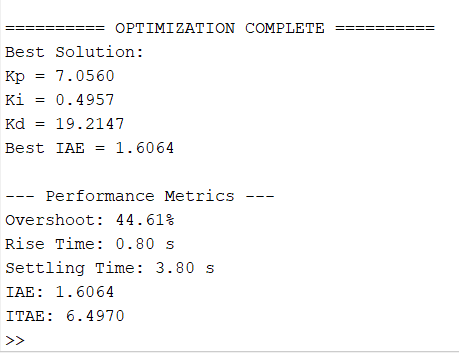 ========== OPTIMIZATION COMPLETE ==========
Best Solution:
Kp = 7.0560
Ki = 0.4957
Kd = 19.2147
Best IAE = 1.6064
--- Performance Metrics ---
Overshoot: 44.61%
Rise Time: 0.80 s
Settling Time: 3.80 s
IAE: 1.6064
ITAE: 6.4970
>>